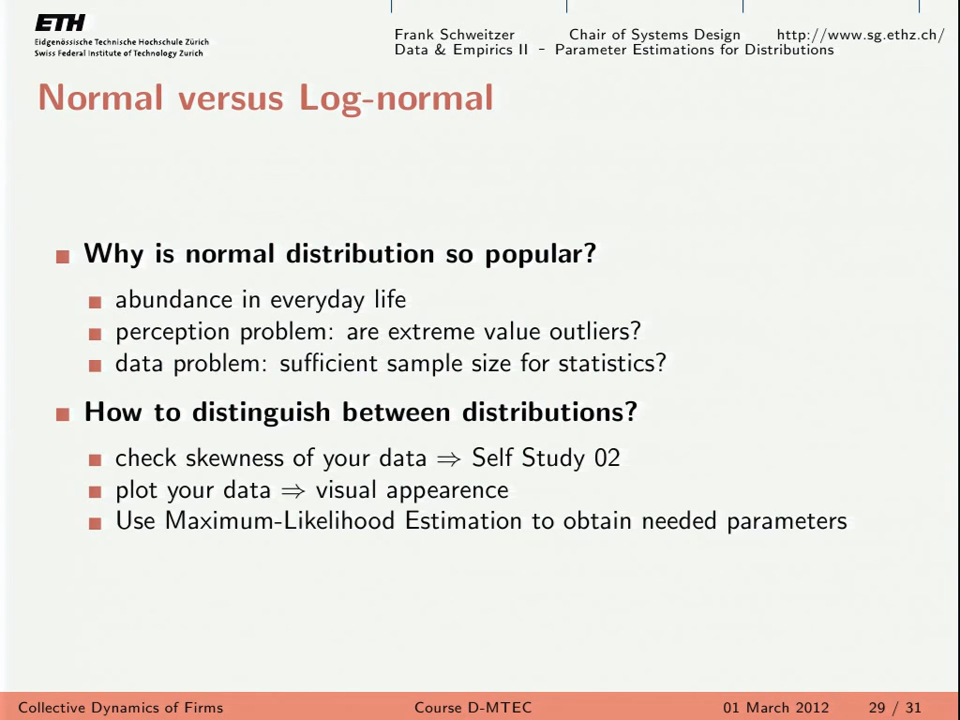 ETH
Eidgenössische Technische Hochschule Zürich
Swiss Federal Institute of Technology Zurich
Frank Schweitzer Chair of Systems Design http://www.sg.ethz.ch/
Data & Empirics II - Parameter Estimations for Distributions
Normal versus Log-normal
Why is normal distribution so popular?
abundance in everyday life
perception problem: are extreme value outliers?
data problem: sufficient sample size for statistics?
How to distinguish between distributions?
check skewness of your data ⇒ Self Study 02
plot your data ⇒ visual appearence
Use Maximum-Likelihood Estimation to obtain needed parameters
Collective Dynamics of Firms Course D-MTEC 01 March 2012 29 / 31